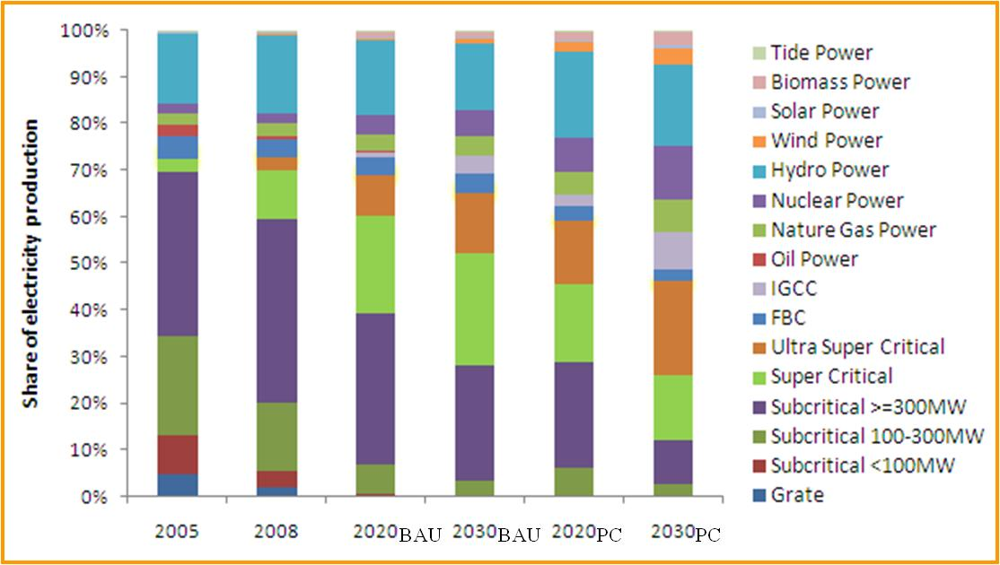 Share of electricity production
100%
90%
80%
70%
60%
50%
40%
30%
20%
10%
0%
2005
2008
2020BAU
2030BAU
2020PC
2030PC
Tide Power
Biomass Power
Solar Power
Wind Power
Hydro Power
Nuclear Power
Nature Gas Power
Oil Power
IGCC
FBC
Ultra Super Critical
Super Critical
Subcritical >=300MW
Subcritical 100-300MW
Subcritical <100MW
Grate